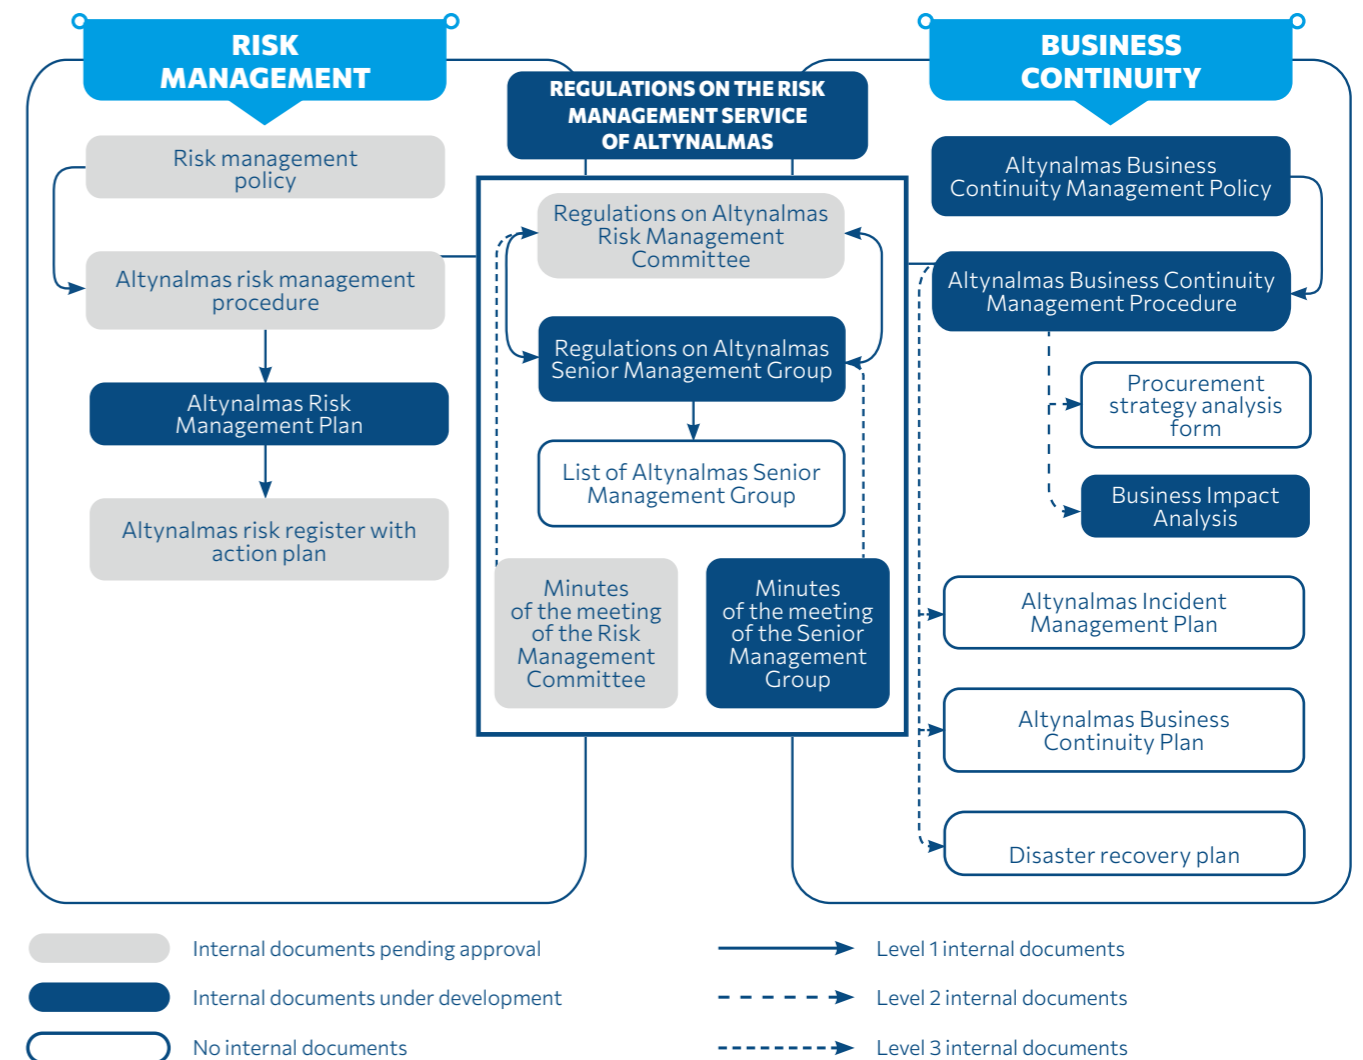 RISK
MANAGEMENT
Risk management
policy
Altynalmas risk management
procedure
Altynalmas Risk
Management Plan
Altynalmas risk register with
action plan
REGULATIONS ON THE RISK
MANAGEMENT SERVICE
OF ALTYNALMAS
Regulations on Altynalmas
Risk Management
Committee
Regulations on Altynalmas
Senior Management Group
List of Altynalmas Senior
Management Group
Minutes
of the meeting
of the Risk
Management
Committee
Minutes
of the meeting
of the Senior
Management
Group
BUSINESS
CONTINUITY
Altynalmas Business
Continuity Management Policy
Altynalmas Business Continuity
Management Procedure
Procurement
strategy analysis
form
Business Impact
Analysis
Altynalmas Incident
Management Plan
Altynalmas Business
Continuity Plan
Disaster recovery plan
Internal documents pending approval
Internal documents under development
No internal documents
Level 1 internal documents
Level 2 internal documents
Level 3 internal documents